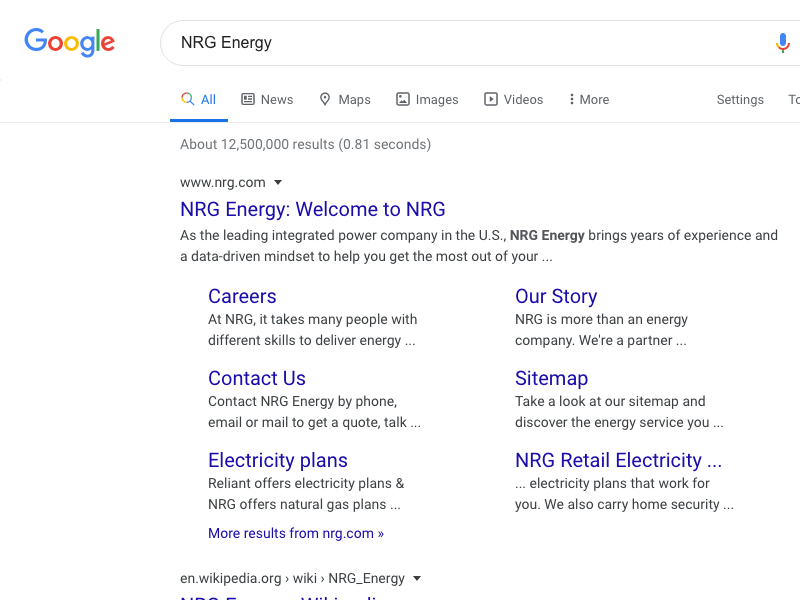 Google
NRG Energy
All News Maps Images Videos More Settings
About 12,500,000 results (0.81 seconds)
www.nrg.com
NRG Energy: Welcome to NRG
As the leading integrated power company in the U.S., NRG Energy brings years of experience and
a data-driven mindset to help you get the most out of your ...
Careers
At NRG, it takes many people with
different skills to deliver energy ...
Our Story
NRG is more than an energy
company. We're a partner ...
Contact Us
Contact NRG Energy by phone,
email or mail to get a quote, talk ...
Sitemap
Take a look at our sitemap and
discover the energy service you ...
Electricity plans
Reliant offers electricity plans &
NRG offers natural gas plans ...
NRG Retail Electricity ...
... electricity plans that work for
you. We also carry home security ...
More results from nrg.com »
en.wikipedia.org › wiki › NRG_Energy